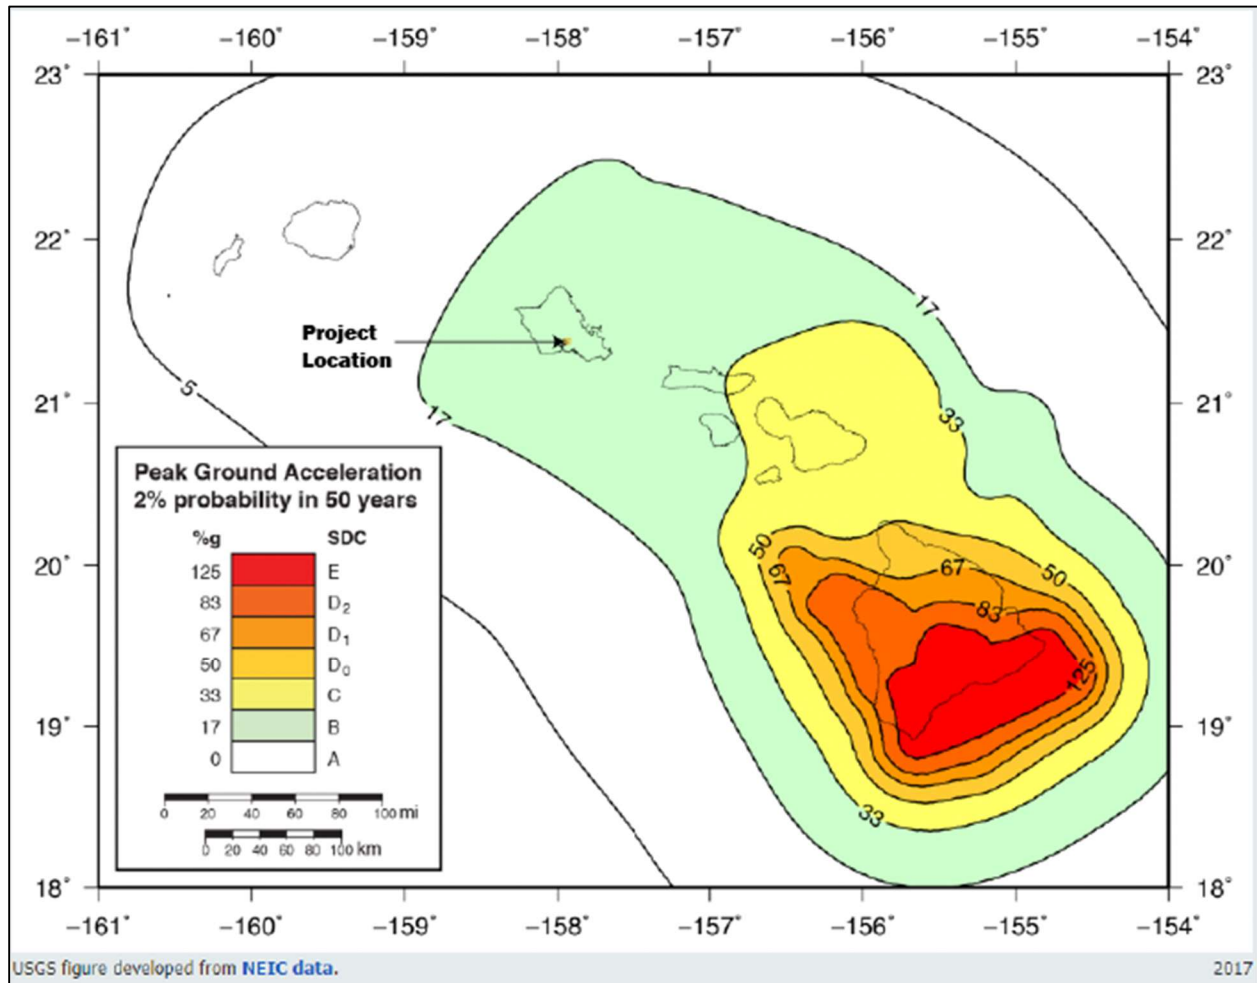 −161˚ −160˚ −159˚ −158˚ −157˚ −156˚ −155˚ −154˚
23˚ 23˚
22˚ 22˚
17
Project
Location
5
21˚ 21˚
17
33
Peak Ground Acceleration
2% probability in 50 years
%g SDC
125 E
83 D2
67 D1
50 D0
33 C
17 B
0 A
0 20 40 60 80 100 mi
0 20 40 60 80 100 km
50
67
67
50
20˚ 20˚
83
125
19˚ 19˚
33
18˚ 18˚
−161˚ −160˚ −159˚ −158˚ −157˚ −156˚ −155˚ −154˚
USGS figure developed from NEIC data. 2017